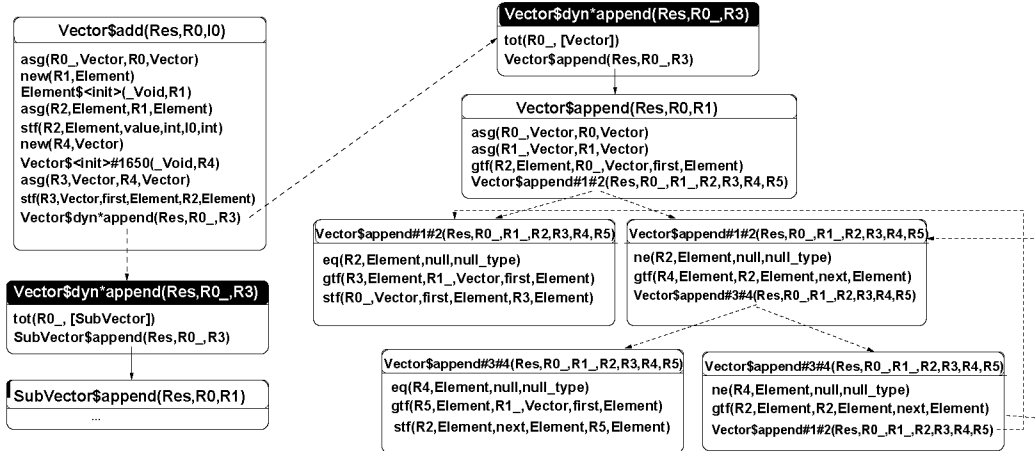 Vector$add(Res,R0,I0)
asg(R0_,Vector,R0,Vector)
new(R1,Element)
Element$<init>(_Void,R1)
asg(R2,Element,R1,Element)
stf(R2,Element,value,int,I0,int)
new(R4,Vector)
Vector$<init>#1650(_Void,R4)
asg(R3,Vector,R4,Vector)
stf(R3,Vector,first,Element,R2,Element)
Vector$dyn*append(Res,R0_,R3)
Vector$dyn*append(Res,R0_,R3)
tot(R0_, [SubVector])
SubVector$append(Res,R0_,R3)
SubVector$append(Res,R0,R1)
...
Vector$dyn*append(Res,R0_,R3)
tot(R0_, [Vector])
Vector$append(Res,R0_,R3)
Vector$append(Res,R0,R1)
asg(R0_,Vector,R0,Vector)
asg(R1_,Vector,R1,Vector)
gtf(R2,Element,R0_,Vector,first,Element)
Vector$append#1#2(Res,R0_,R1_,R2,R3,R4,R5)
Vector$append#1#2(Res,R0_,R1_,R2,R3,R4,R5)
eq(R2,Element,null,null_type)
gtf(R3,Element,R1_,Vector,first,Element)
stf(R0_,Vector,first,Element,R3,Element)
Vector$append#1#2(Res,R0_,R1_,R2,R3,R4,R5)
ne(R2,Element,null,null_type)
gtf(R4,Element,R2,Element,next,Element)
Vector$append#3#4(Res,R0_,R1_,R2,R3,R4,R5)
Vector$append#3#4(Res,R0_,R1_,R2,R3,R4,R5)
eq(R4,Element,null,null_type)
gtf(R5,Element,R1_,Vector,first,Element)
stf(R2,Element,next,Element,R5,Element)
Vector$append#3#4(Res,R0_,R1_,R2,R3,R4,R5)
ne(R4,Element,null,null_type)
gtf(R2,Element,R2,Element,next,Element)
Vector$append#1#2(Res,R0_,R1_,R2,R3,R4,R5)